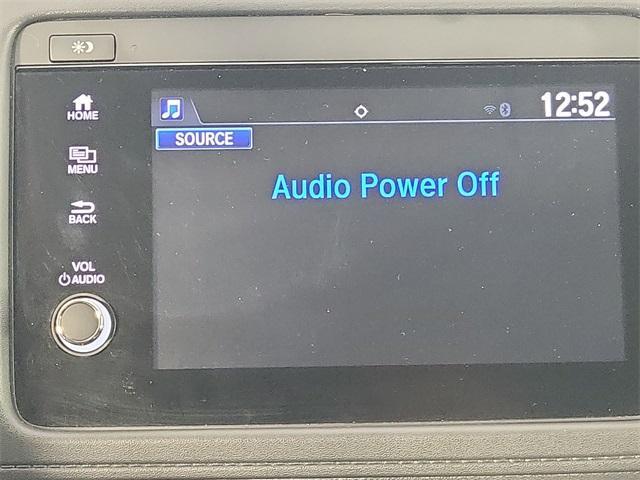 12:52
HOME
SOURCE
MENU
Audio Power Off
BACK
VOL
AUDIO